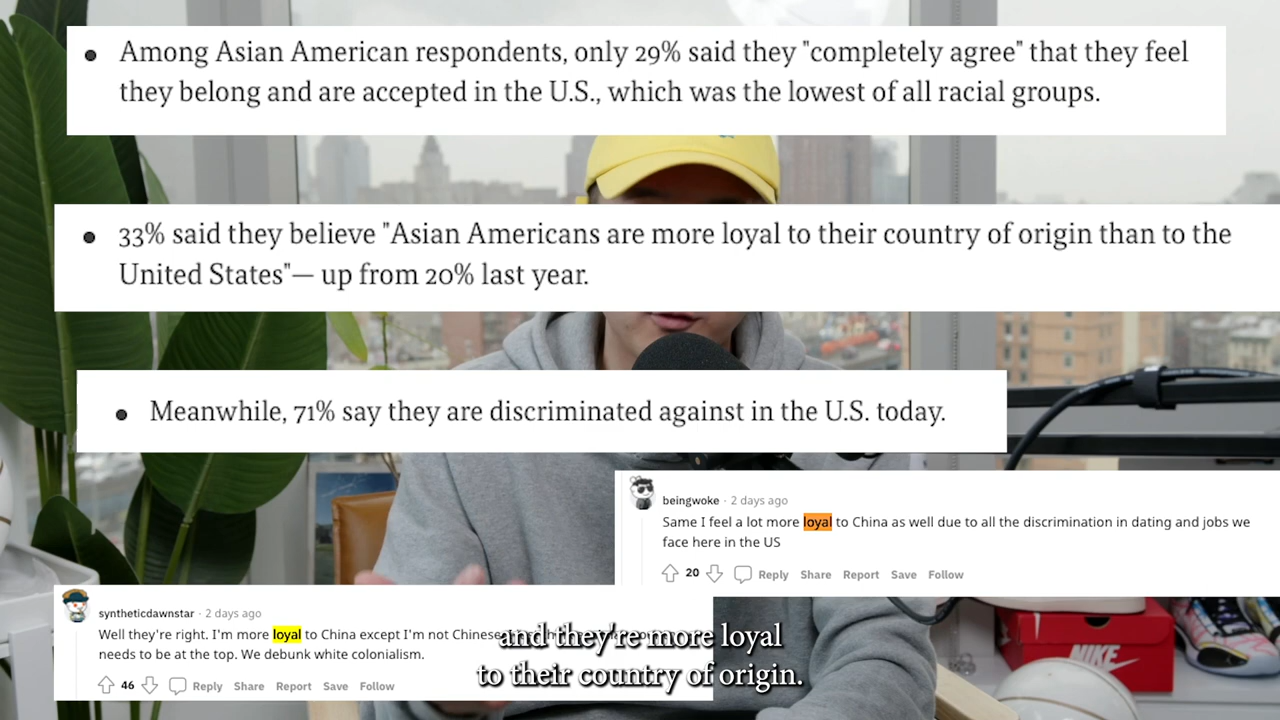 Among Asian American respondents, only 29% said they "completely agree" that they feel
they belong and are accepted in the U.S., which was the lowest of all racial groups.
33% said they believe "Asian Americans are more loyal to their country of origin than to the
United States"— up from 20% last year.
Meanwhile, 71% say they are discriminated against in the U.S. today.
beingwoke · 2 days ago
Same I feel a lot more loyal to China as well due to all the discrimination in dating and jobs we
face here in the US
20 Reply Share Report Save Follow
syntheticdawnstar · 2 days ago
Well they're right. I'm more loyal to China except I'm not Chinese
needs to be at the top. We debunk white colonialism.
46 Reply Share Report Save Follow
and they're more loyal
to their country of origin.
NIKE